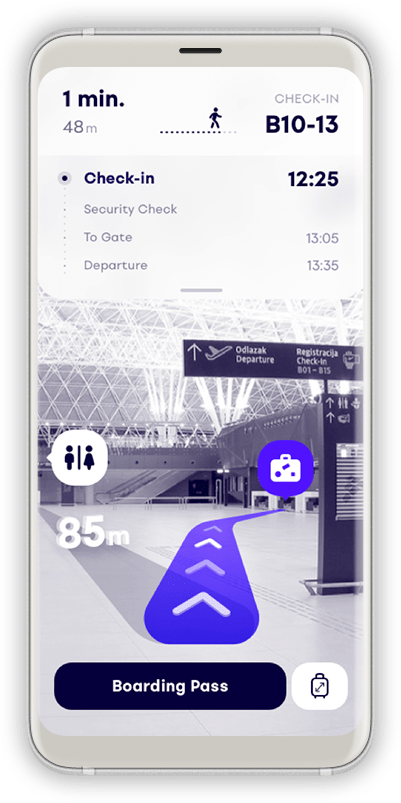 1 min.
48m
CHECK-IN
B10-13
Check-in 12:25
Security Check
To Gate 13:05
Departure 13:35
Odlazak
Departure
Registracija
Check-In
B01 – B15
85m
Boarding Pass